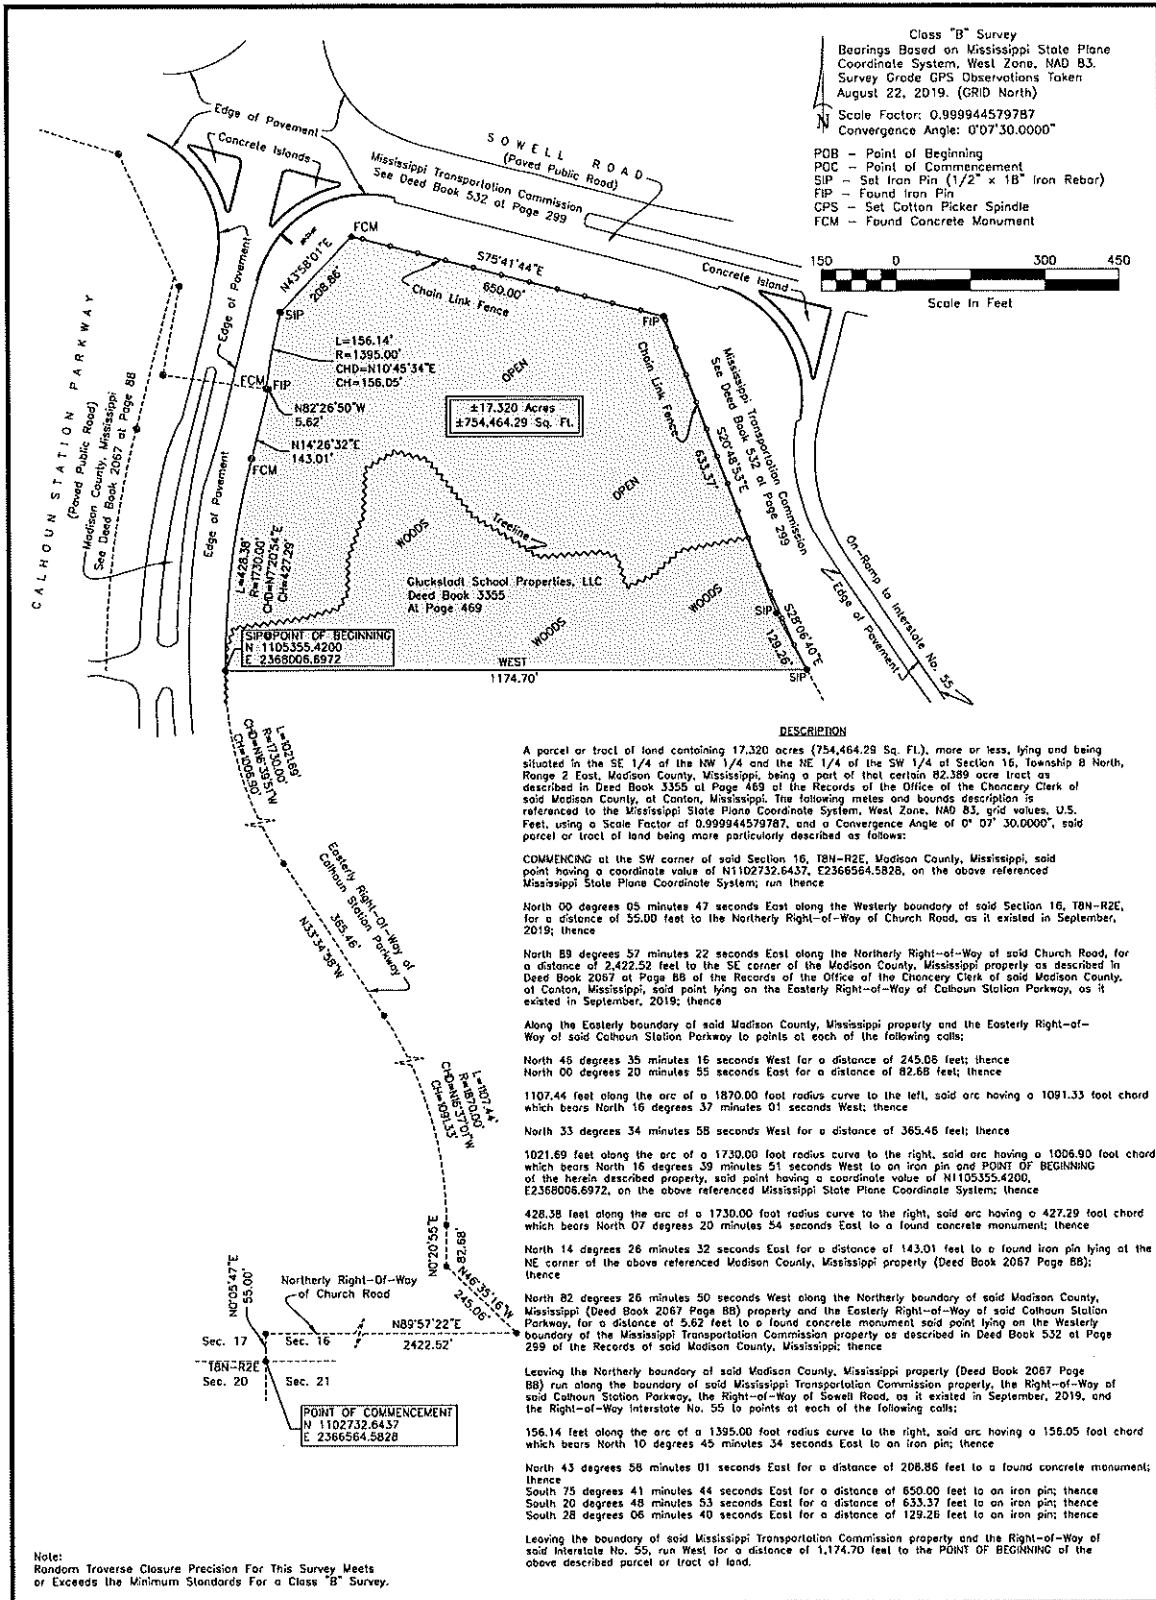 Class "B" Survey
Bearings Based on Mississippi State Plane
Coordinate System, West Zone, NAD 83.
Survey Grade GPS Observations Taken
August 22, 2019. (GRID North)
N
Scale Factor: 0.999944579787
Convergence Angle: 0'07'30.0000"
POB - Point of Beginning
POC - Point of Commencement
SIP - Set Iron Pin (1/2" x 18" Iron Rebar)
FIP - Found Iron Pin
CPS - Set Cotton Picker Spindle
FCM - Found Concrete Monument
150 0 300 450
Scale In Feet
Edge of Pavement
Concrete Islands
SOWELL ROAD
(Paved Public Road)
Mississippi Transportation Commission
See Deed Book 532 at Page 299
FCM
S75°41'44"E
650.00'
Chain Link Fence
Concrete Island
N43°58'01"E
208.86'
SIP
FIP
Edge of Pavement
Edge of Pavement
CALHOUN STATION PARKWAY
(Paved Public Road)
Madison County, Mississippi
See Deed Book 2067 at Page 88
L=156.14'
R=1395.00'
CHD=N10°45'34"E
CH=156.05'
OPEN
FCM
FIP
N82°26'50"W
5.62'
±17.320 Acres
±754,464.29 Sq. Ft.
Chain Link Fence
Mississippi Transportation Commission
See Deed Book 532 at Page 299
S20°48'53"E
633.37'
N14°26'32"E
143.01'
FCM
Edge of Pavement
OPEN
WOODS
Treeline
L=428.38'
R=1730.00'
CHD=N7°20'54"E
CH=427.29'
Gluckstadt School Properties, LLC
Deed Book 3355
At Page 469
WOODS
WOODS
On-Ramp to Interstate No. 55
Edge of Pavement
Edge of Pavement
SIP
S28°06'40"E
129.26'
SIP@POINT OF BEGINNING
N 1105355.4200
E 2368006.6972
WEST
1174.70'
SIP
L=1021.69'
R=1730.00'
CHD=N16°39'51"W
CH=1006.90'
Easterly Right-Of-Way of
Calhoun Station Parkway
N33°34'58"W
365.46'
L=1107.44'
R=1870.00'
CHD=N16°37'01"W
CH=1091.33'
N0°20'55"E
82.68'
N46°35'16"W
245.06'
N0°05'47"E
55.00'
Northerly Right-Of-Way
of Church Road
N89°57'22"E
2422.52'
Sec. 17 Sec. 16
T8N-R2E
Sec. 20 Sec. 21
POINT OF COMMENCEMENT
N 1102732.6437
E 2366564.5828
DESCRIPTION
A parcel or tract of land containing 17.320 acres (754,464.29 Sq. Ft.), more or less, lying and being
situated in the SE 1/4 of the NW 1/4 and the NE 1/4 of the SW 1/4 of Section 16, Township 8 North,
Range 2 East, Madison County, Mississippi, being a part of that certain 82.389 acre tract as
described in Deed Book 3355 at Page 469 of the Records of the Office of the Chancery Clerk of
said Madison County, at Canton, Mississippi. The following metes and bounds description is
referenced to the Mississippi State Plane Coordinate System, West Zone, NAD 83, grid values, U.S.
Feet, using a Scale Factor of 0.999944579787, and a Convergence Angle of 0° 07' 30.0000", said
parcel or tract of land being more particularly described as follows:
COMMENCING at the SW corner of said Section 16, T8N-R2E, Madison County, Mississippi, said
point having a coordinate value of N1102732.6437, E2366564.5828, on the above referenced
Mississippi State Plane Coordinate System; run thence
North 00 degrees 05 minutes 47 seconds East along the Westerly boundary of said Section 16, T8N-R2E,
for a distance of 55.00 feet to the Northerly Right-of-Way of Church Road, as it existed in September,
2019; thence
North 89 degrees 57 minutes 22 seconds East along the Northerly Right-of-Way of said Church Road, for
a distance of 2,422.52 feet to the SE corner of the Madison County, Mississippi property as described in
Deed Book 2067 at Page 88 of the Records of the Office of the Chancery Clerk of said Madison County,
at Canton, Mississippi, said point lying on the Easterly Right-of-Way of Calhoun Station Parkway, as it
existed in September, 2019; thence
Along the Easterly boundary of said Madison County, Mississippi property and the Easterly Right-of-
Way of said Calhoun Station Parkway to points at each of the following calls;
North 46 degrees 35 minutes 16 seconds West for a distance of 245.06 feet; thence
North 00 degrees 20 minutes 55 seconds East for a distance of 82.68 feet; thence
1107.44 feet along the arc of a 1870.00 foot radius curve to the left, said arc having a 1091.33 foot chord
which bears North 16 degrees 37 minutes 01 seconds West; thence
North 33 degrees 34 minutes 58 seconds West for a distance of 365.46 feet; thence
1021.69 feet along the arc of a 1730.00 foot radius curve to the right, said arc having a 1006.90 foot chord
which bears North 16 degrees 39 minutes 51 seconds West to an iron pin and POINT OF BEGINNING
of the herein described property, said point having a coordinate value of N1105355.4200,
E2368006.6972, on the above referenced Mississippi State Plane Coordinate System; thence
428.38 feet along the arc of a 1730.00 foot radius curve to the right, said arc having a 427.29 foot chord
which bears North 07 degrees 20 minutes 54 seconds East to a found concrete monument; thence
North 14 degrees 26 minutes 32 seconds East for a distance of 143.01 feet to a found iron pin lying at the
NE corner of the above referenced Madison County, Mississippi property (Deed Book 2067 Page 88);
thence
North 82 degrees 26 minutes 50 seconds West along the Northerly boundary of said Madison County,
Mississippi (Deed Book 2067 Page 88) property and the Easterly Right-of-Way of said Calhoun Station
Parkway, for a distance of 5.62 feet to a found concrete monument said point lying on the Westerly
boundary of the Mississippi Transportation Commission property as described in Deed Book 532 at Page
299 of the Records of said Madison County, Mississippi; thence
Leaving the Northerly boundary of said Madison County, Mississippi property (Deed Book 2067 Page
88) run along the boundary of said Mississippi Transportation Commission property, the Right-of-Way of
said Calhoun Station Parkway, the Right-of-Way of Sowell Road, as it existed in September, 2019, and
the Right-of-Way Interstate No. 55 to points at each of the following calls;
156.14 feet along the arc of a 1395.00 foot radius curve to the right, said arc having a 156.05 foot chord
which bears North 10 degrees 45 minutes 34 seconds East to an iron pin; thence
North 43 degrees 58 minutes 01 seconds East for a distance of 208.86 feet to a found concrete monument;
thence
South 75 degrees 41 minutes 44 seconds East for a distance of 650.00 feet to an iron pin; thence
South 20 degrees 48 minutes 53 seconds East for a distance of 633.37 feet to an iron pin; thence
South 28 degrees 06 minutes 40 seconds East for a distance of 129.26 feet to an iron pin; thence
Leaving the boundary of said Mississippi Transportation Commission property and the Right-of-Way of
said Interstate No. 55, run West for a distance of 1,174.70 feet to the POINT OF BEGINNING of the
above described parcel or tract of land.
Note:
Random Traverse Closure Precision For This Survey Meets
or Exceeds the Minimum Standards For a Class "B" Survey.